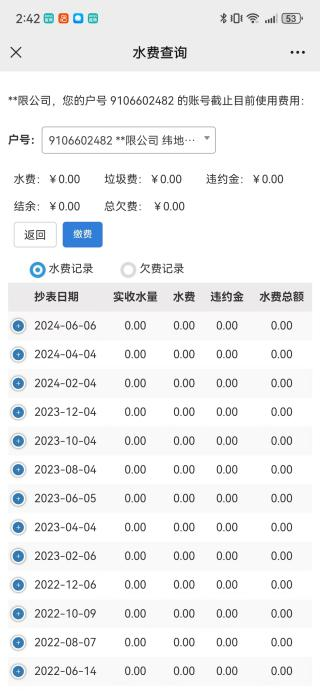 2:42
53
水费查询
**限公司，您的户号 9106602482 的账号截止目前使用费用：
户号： 9106602482 **限公司 纬地…
水费：￥0.00 垃圾费：￥0.00 违约金：￥0.00
结余：￥0.00 总欠费：￥0.00
返回 缴费
水费记录 欠费记录
抄表日期 实收水量 水费 违约金 水费总额
2024-06-06 0.00 0.00 0.00 0.00
2024-04-04 0.00 0.00 0.00 0.00
2024-02-04 0.00 0.00 0.00 0.00
2023-12-04 0.00 0.00 0.00 0.00
2023-10-04 0.00 0.00 0.00 0.00
2023-08-04 0.00 0.00 0.00 0.00
2023-06-05 0.00 0.00 0.00 0.00
2023-04-04 0.00 0.00 0.00 0.00
2023-02-06 0.00 0.00 0.00 0.00
2022-12-06 0.00 0.00 0.00 0.00
2022-10-09 0.00 0.00 0.00 0.00
2022-08-07 0.00 0.00 0.00 0.00
2022-06-14 0.00 0.00 0.00 0.00